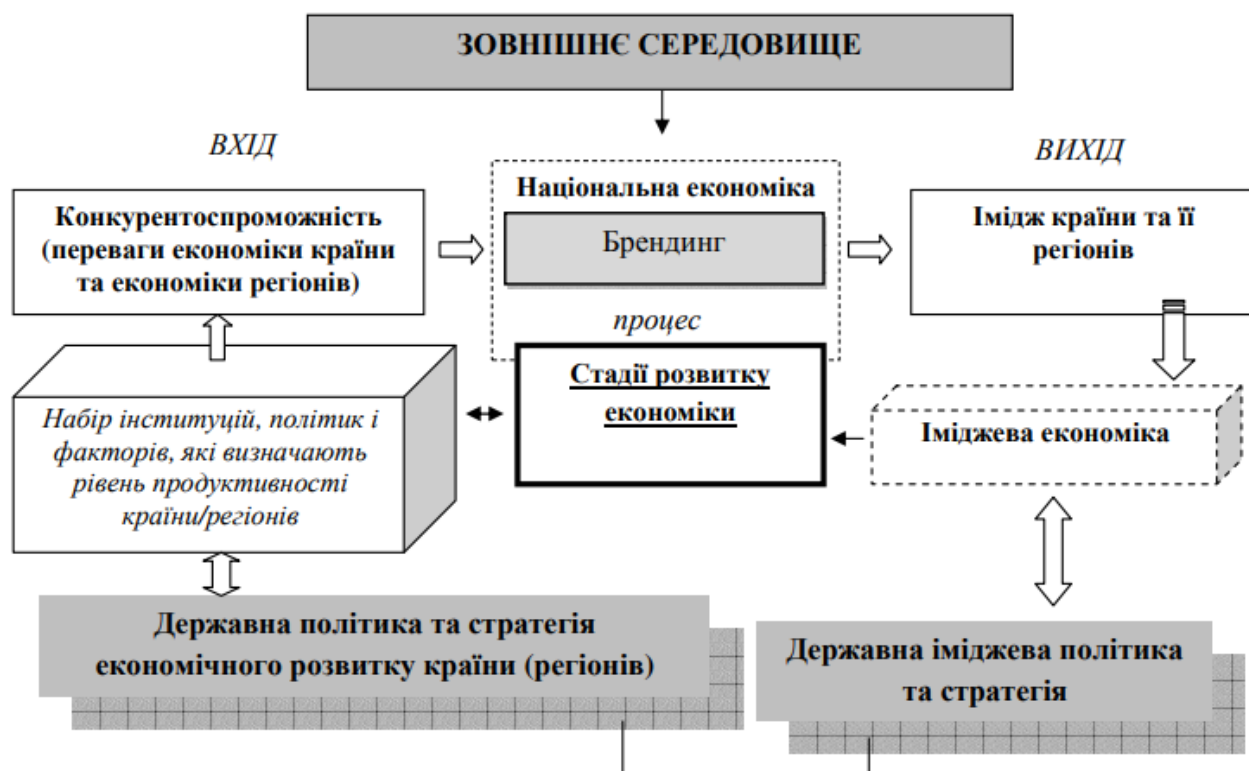 ЗОВНІШНЄ СЕРЕДОВИЩЕ
ВХІД
ВИХІД
Конкурентоспроможність
(переваги економіки країни
та економіки регіонів)
Національна економіка
Брендинг
процес
Імідж країни та її
регіонів
Набір інституцій, політик і
факторів, які визначають
рівень продуктивності
країни/регіонів
Стадії розвитку
економіки
Іміджева економіка
Державна політика та стратегія
економічного розвитку країни (регіонів)
Державна іміджева політика
та стратегія